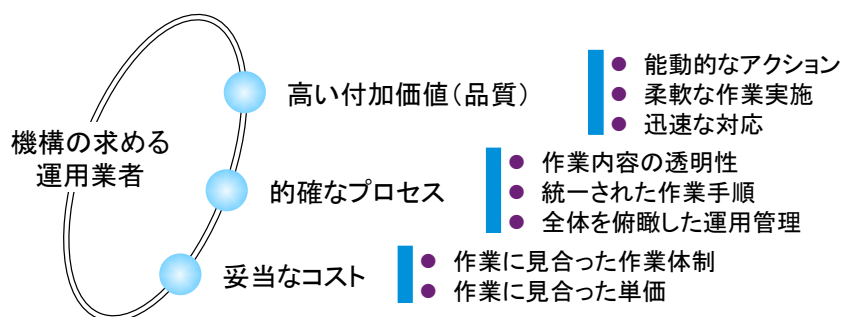 機構の求める
運用業者
高い付加価値（品質）
● 能動的なアクション
● 柔軟な作業実施
● 迅速な対応
的確なプロセス
● 作業内容の透明性
● 統一された作業手順
● 全体を俯瞰した運用管理
妥当なコスト
● 作業に見合った作業体制
● 作業に見合った単価